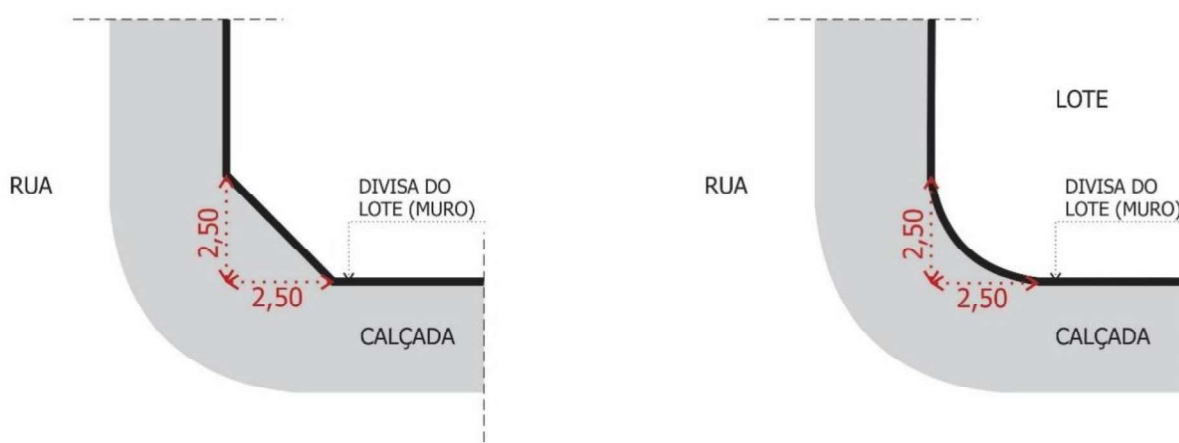 RUA
DIVISA DO
LOTE (MURO)
2,50
2,50
CALÇADA
LOTE
RUA
DIVISA DO
LOTE (MURO)
2,50
2,50
CALÇADA